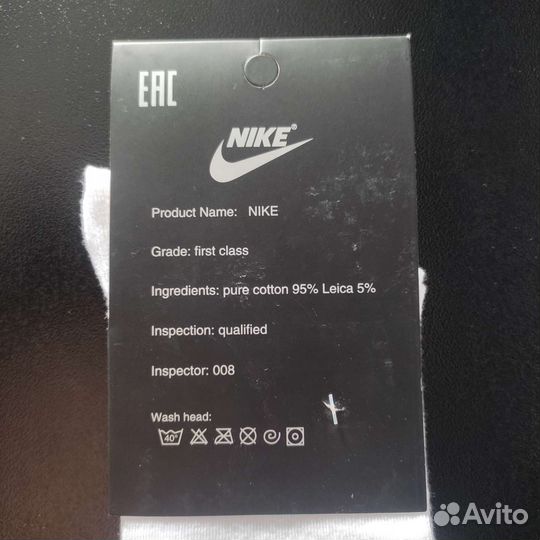 EAC
NIKE®
Product Name: NIKE
Grade: first class
Ingredients: pure cotton 95% Leica 5%
Inspection: qualified
Inspector: 008
Wash head:
40°
Avito